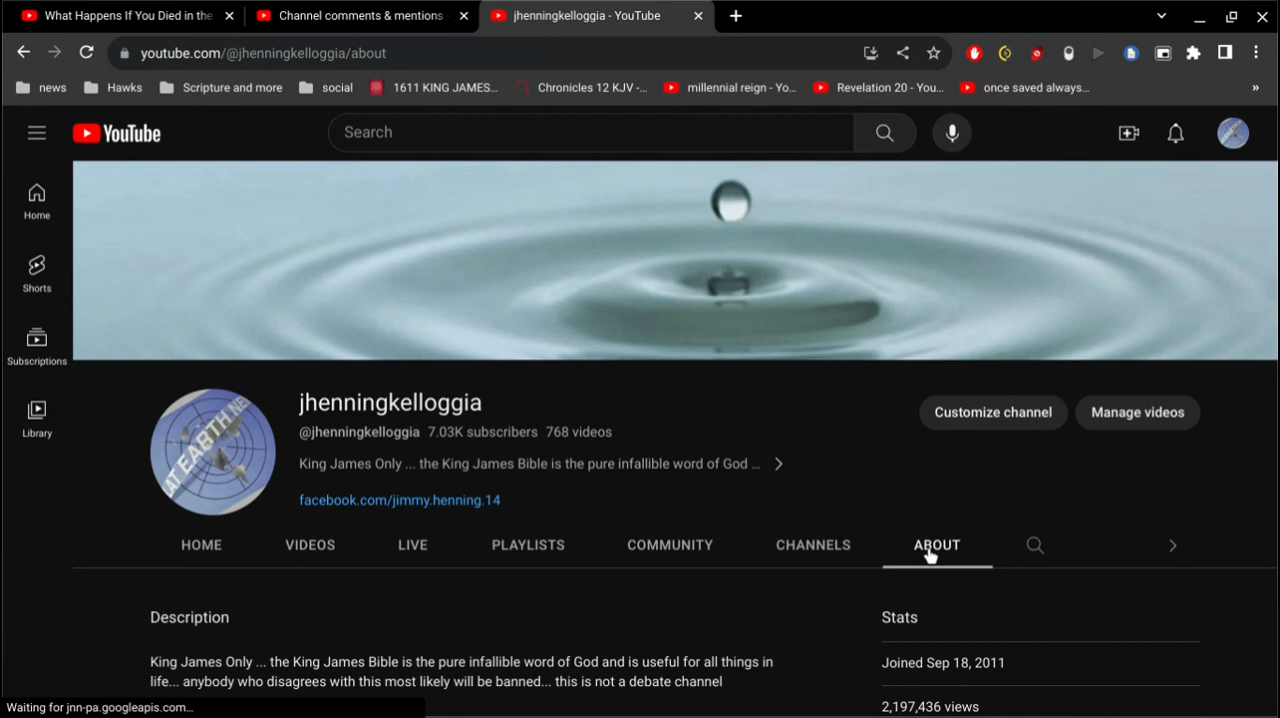 What Happens If You Died in the
Channel comments & mentions -
jhenningkelloggia - YouTube
youtube.com/@jhenningkelloggia/about
news
Hawks
Scripture and more
social
1611 KING JAMES...
Chronicles 12 KJV -...
millennial reign - Yo...
Revelation 20 - You...
once saved always...
»
YouTube
Search
Home
Shorts
Subscriptions
Library
AT EARTH.NE
jhenningkelloggia
@jhenningkelloggia 7.03K subscribers 768 videos
King James Only ... the King James Bible is the pure infallible word of God ...
facebook.com/jimmy.henning.14
Customize channel
Manage videos
HOME
VIDEOS
LIVE
PLAYLISTS
COMMUNITY
CHANNELS
ABOUT
Description
King James Only ... the King James Bible is the pure infallible word of God and is useful for all things in
life... anybody who disagrees with this most likely will be banned... this is not a debate channel
Stats
Joined Sep 18, 2011
2,197,436 views
Waiting for jnn-pa.googleapis.com...